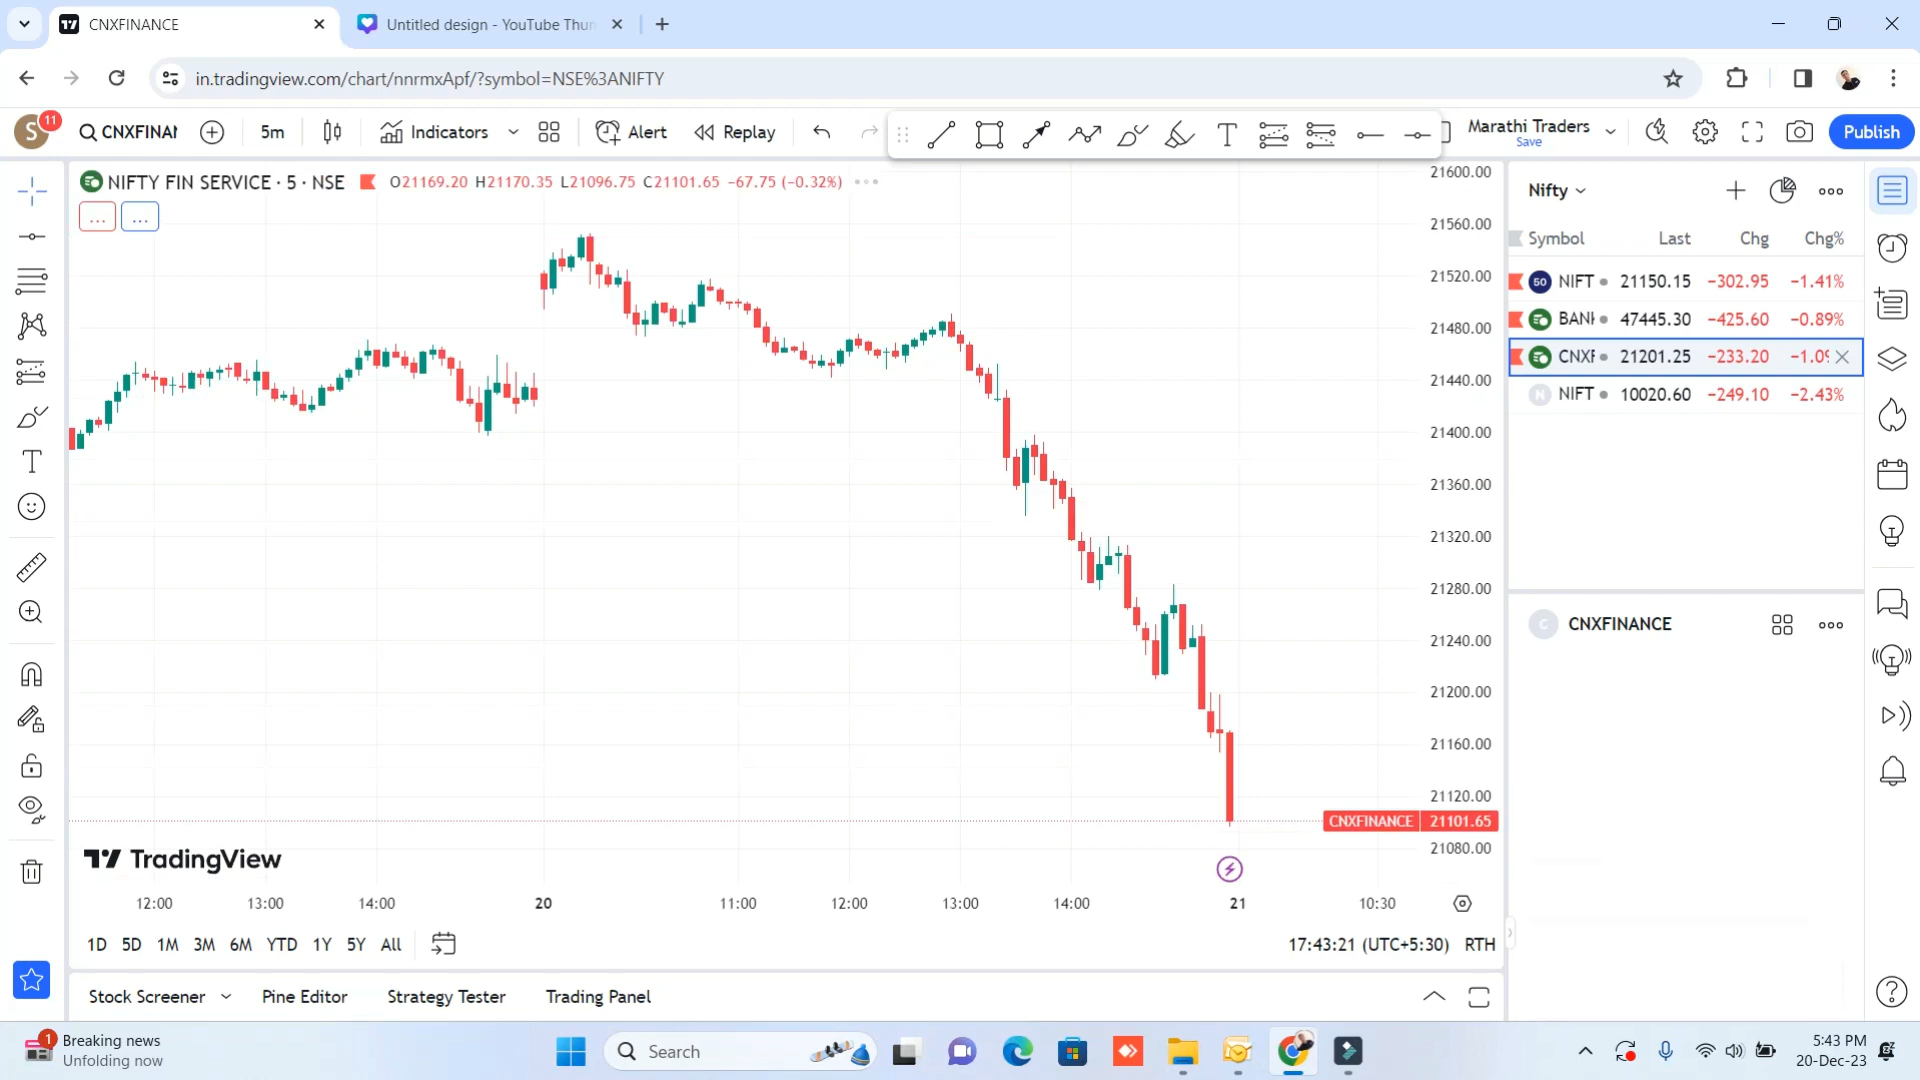 CNXFINANCE
Untitled design - YouTube Thun
in.tradingview.com/chart/nnrmxApf/?symbol=NSE%3ANIFTY
S
11
CNXFINAN
5m
Indicators
Alert
Replay
Marathi Traders
Save
Publish
NIFTY FIN SERVICE · 5 · NSE
O21169.20 H21170.35 L21096.75 C21101.65 −67.75 (−0.32%)
...
...
21600.00
21560.00
21520.00
21480.00
21440.00
21400.00
21360.00
21320.00
21280.00
21240.00
21200.00
21160.00
21120.00
CNXFINANCE 21101.65
21080.00
TradingView
12:00 13:00 14:00 20 11:00 12:00 13:00 14:00 21 10:30
1D 5D 1M 3M 6M YTD 1Y 5Y All
17:43:21 (UTC+5:30) RTH
Stock Screener Pine Editor Strategy Tester Trading Panel
Nifty
Symbol Last Chg Chg%
50 NIFT 21150.15 −302.95 −1.41%
BANK 47445.30 −425.60 −0.89%
CNXF 21201.25 −233.20 −1.09
N NIFT 10020.60 −249.10 −2.43%
C CNXFINANCE
1
Breaking news
Unfolding now
Search
5:43 PM
20-Dec-23